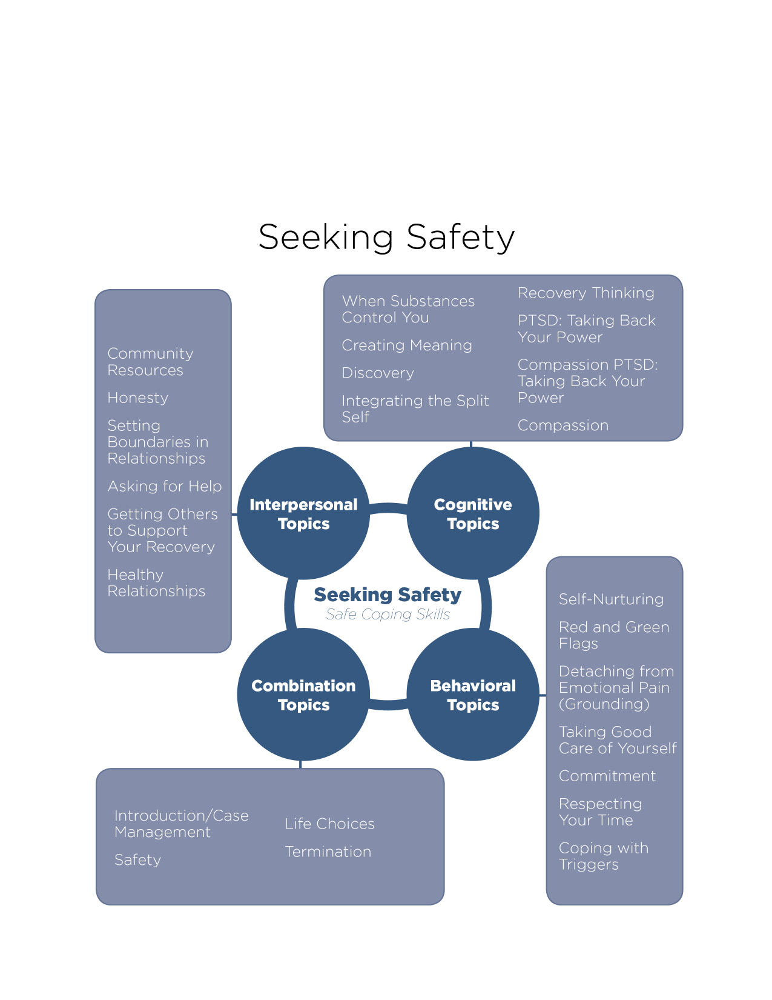 Seeking Safety
Community
Resources
Honesty
Setting
Boundaries in
Relationships
Asking for Help
Getting Others
to Support
Your Recovery
Healthy
Relationships
When Substances
Control You
Creating Meaning
Discovery
Integrating the Split
Self
Recovery Thinking
PTSD: Taking Back
Your Power
Compassion PTSD:
Taking Back Your
Power
Compassion
Interpersonal
Topics
Cognitive
Topics
Seeking Safety
Safe Coping Skills
Combination
Topics
Behavioral
Topics
Self-Nurturing
Red and Green
Flags
Detaching from
Emotional Pain
(Grounding)
Taking Good
Care of Yourself
Commitment
Respecting
Your Time
Coping with
Triggers
Introduction/Case
Management
Safety
Life Choices
Termination